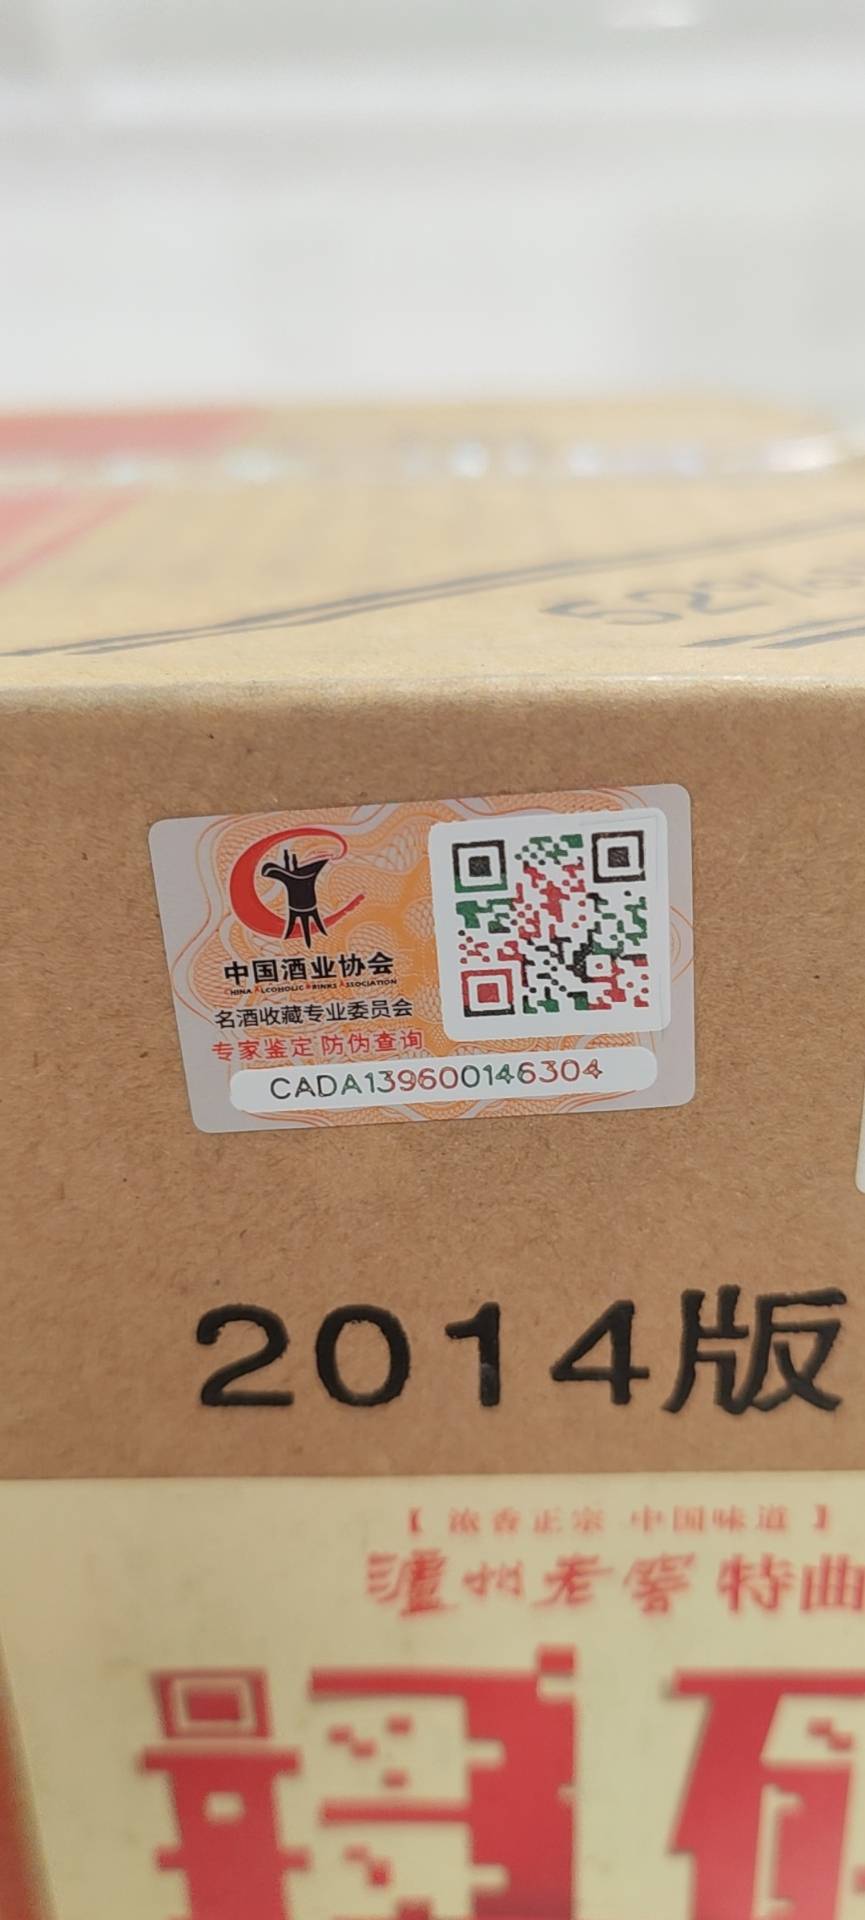 52%
中国酒业协会
CHINA ALCOHOLIC DRINKS ASSOCIATION
名酒收藏专业委员会
专家鉴定 防伪查询
CADA139600146304
2014版
【 浓香正宗 中国味道 】
泸州老窖 特曲